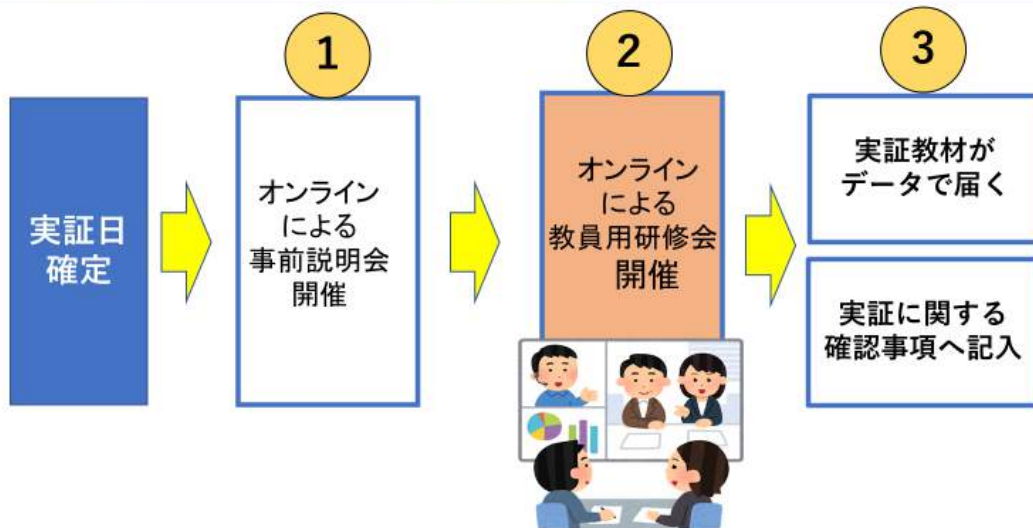 実証日
確定
1
オンライン
による
事前説明会
開催
2
オンライン
による
教員用研修会
開催
3
実証教材が
データで届く
実証に関する
確認事項へ記入